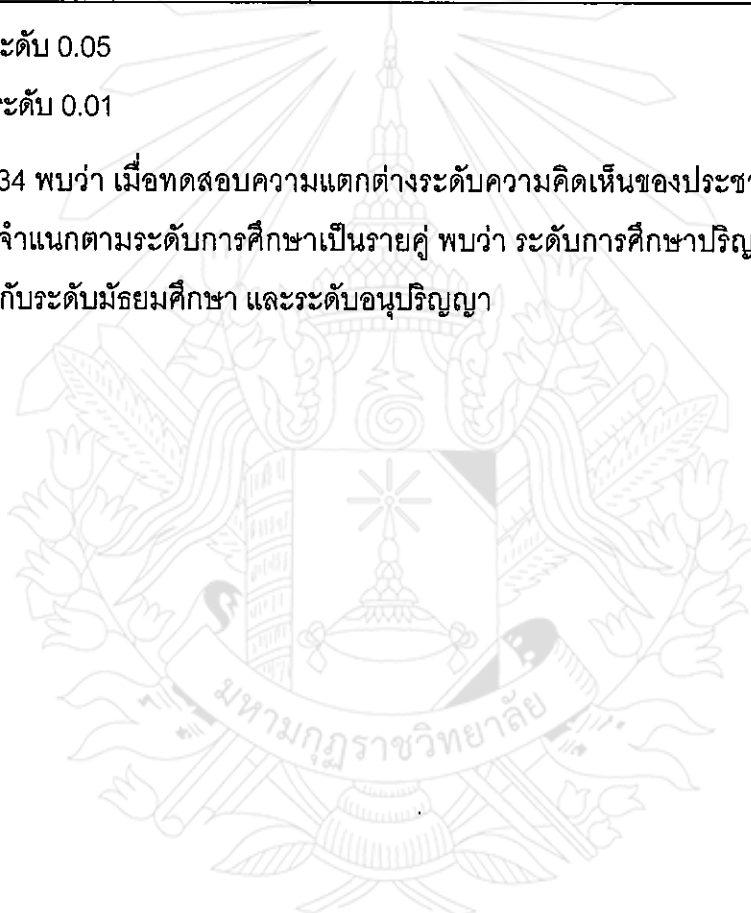 ะดับ 0.05
ระดับ 0.01
34 พบว่า เมื่อทดสอบความแตกต่างระดับความคิดเห็นของประชา
จำแนกตามระดับการศึกษาเป็นรายคู่ พบว่า ระดับการศึกษาปริญ
กับระดับมัธยมศึกษา และระดับอนุปริญญา
มหามกุฏราชวิทยาลัย